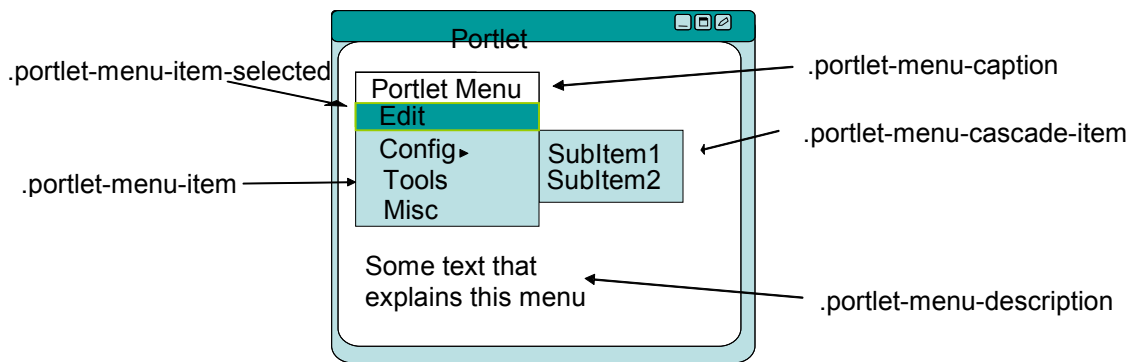 Portlet
.portlet-menu-item-selected
.portlet-menu-caption
Portlet Menu
Edit
.portlet-menu-cascade-item
Config▸
SubItem1
.portlet-menu-item
Tools
SubItem2
Misc
Some text that
explains this menu
.portlet-menu-description